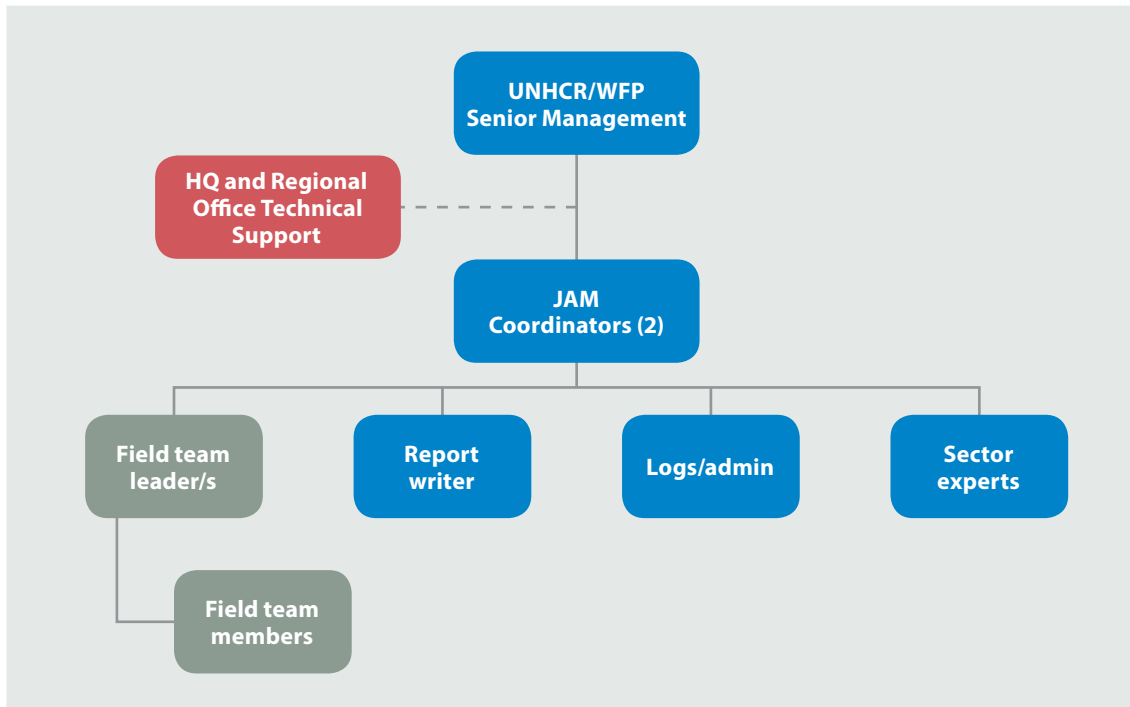 UNHCR/WFP
Senior Management
HQ and Regional
Office Technical
Support
JAM
Coordinators (2)
Field team
leader/s
Report
writer
Logs/admin
Sector
experts
Field team
members